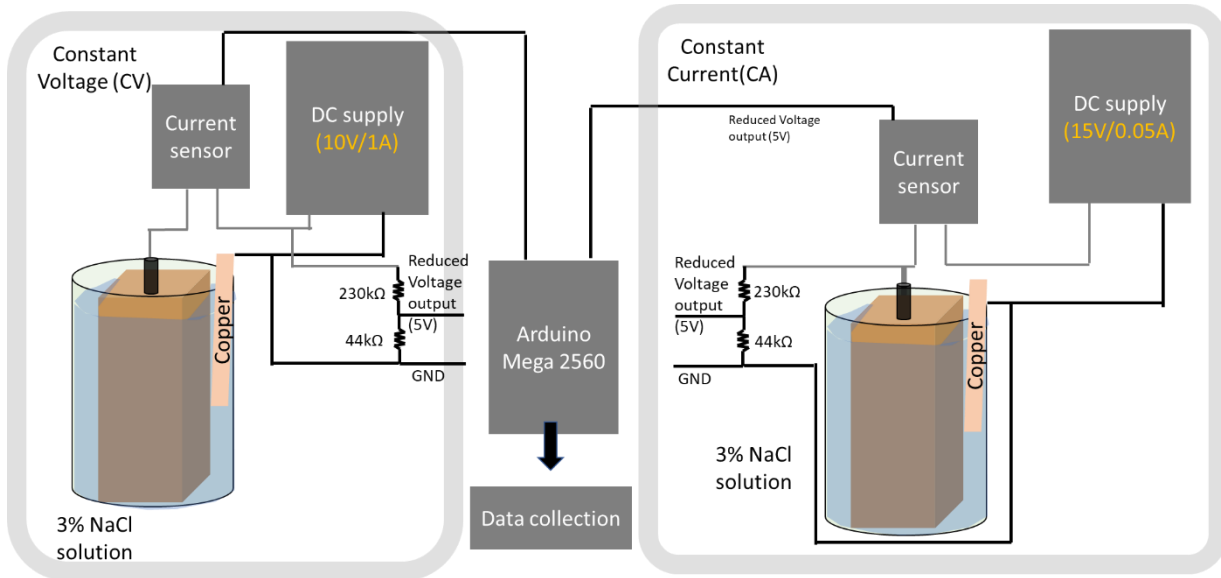 Constant
Voltage (CV)
Current
sensor
DC supply
(10V/1A)
Copper
230kΩ
44kΩ
Reduced
Voltage
output
(5V)
GND
3% NaCl
solution
Arduino
Mega 2560
Data collection
Constant
Current(CA)
Reduced Voltage
output (5V)
Current
sensor
DC supply
(15V/0.05A)
Reduced
Voltage
output
(5V)
230kΩ
44kΩ
GND
Copper
3% NaCl
solution